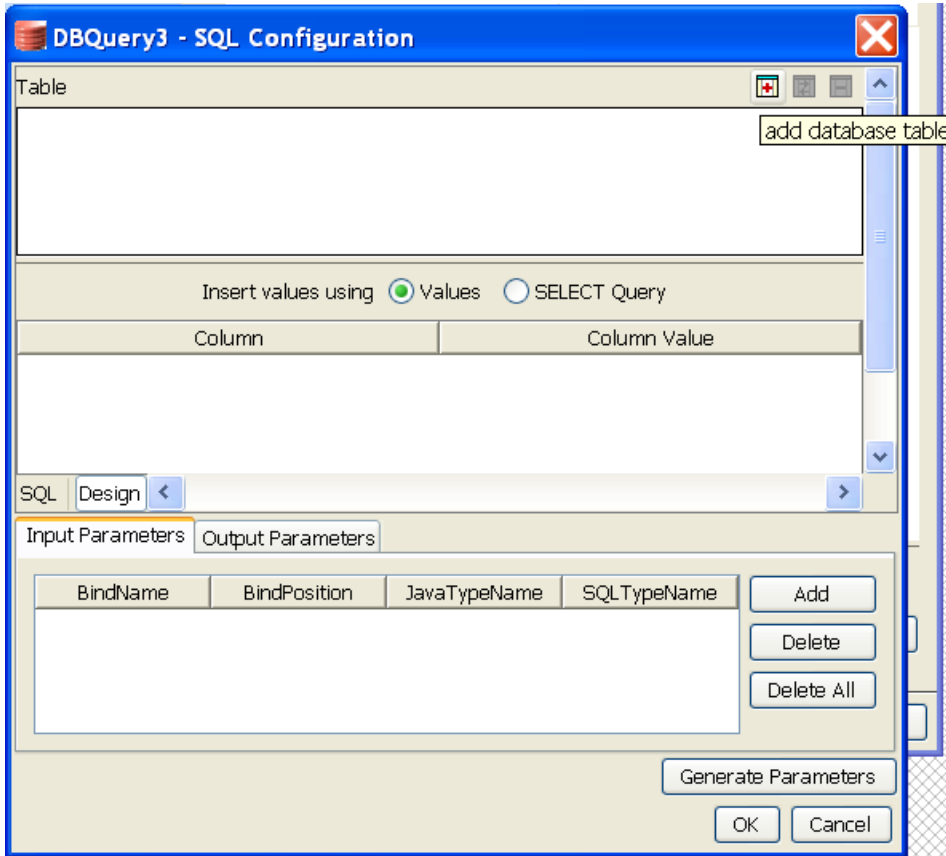 DBQuery3 - SQL Configuration
Table
add database table
Insert values using Values SELECT Query
Column Column Value
SQL Design
Input Parameters Output Parameters
BindName BindPosition JavaTypeName SQLTypeName
Add
Delete
Delete All
Generate Parameters
OK Cancel